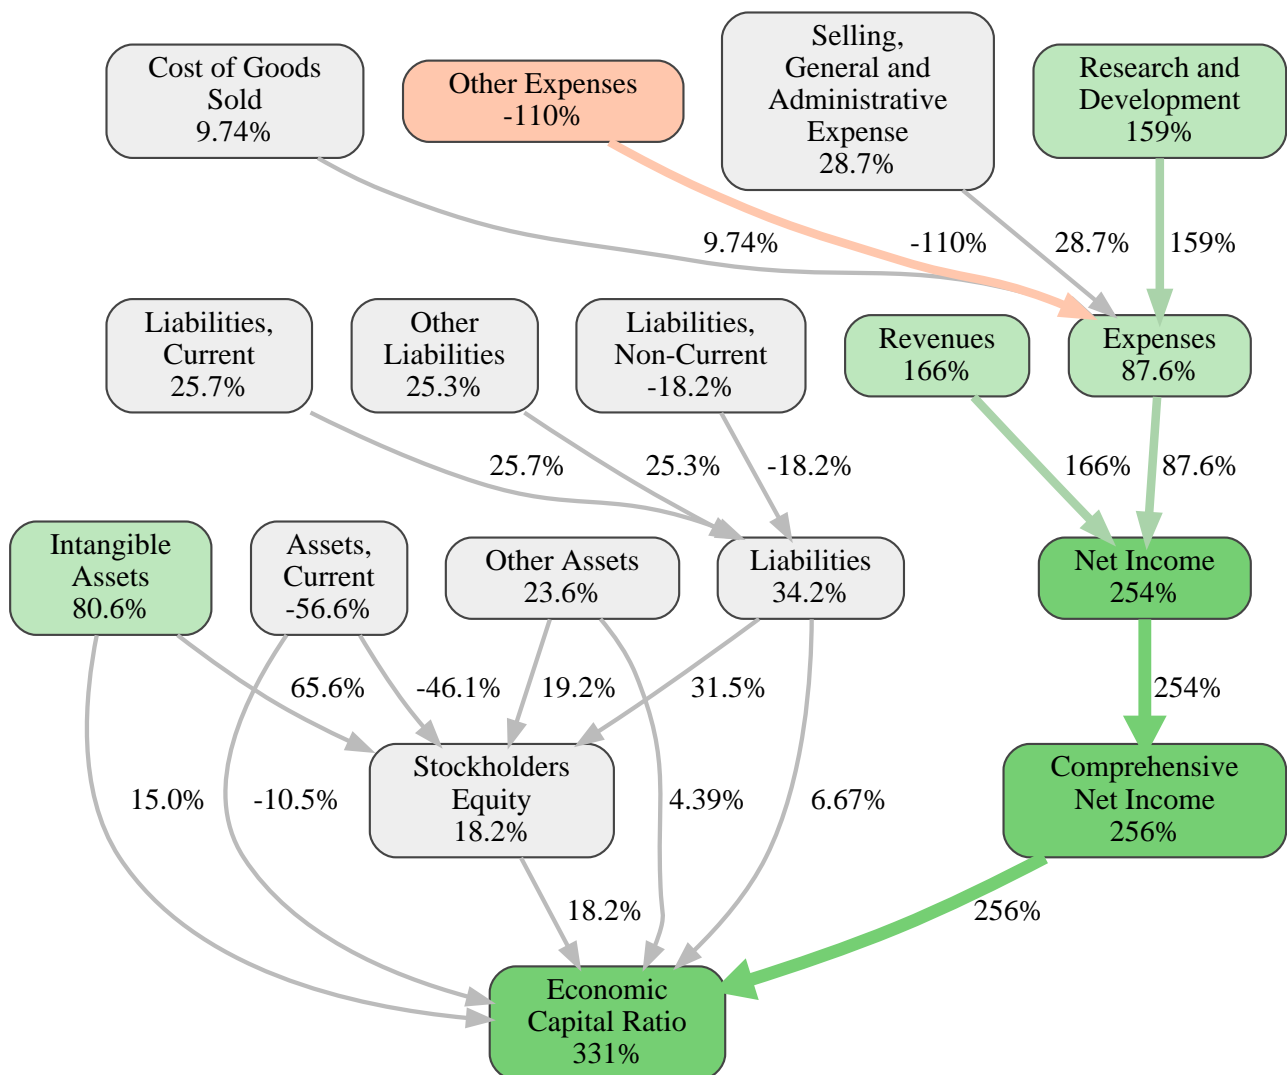 Cost of Goods
Sold
9.74%
Other Expenses
-110%
Selling,
General and
Administrative
Expense
28.7%
Research and
Development
159%
9.74%
-110%
28.7%
159%
Liabilities,
Current
25.7%
Other
Liabilities
25.3%
Liabilities,
Non-Current
-18.2%
Revenues
166%
Expenses
87.6%
25.7%
25.3%
-18.2%
166%
87.6%
Intangible
Assets
80.6%
Assets,
Current
-56.6%
Other Assets
23.6%
Liabilities
34.2%
Net Income
254%
65.6%
-46.1%
19.2%
31.5%
254%
Stockholders
Equity
18.2%
Comprehensive
Net Income
256%
15.0%
-10.5%
4.39%
6.67%
18.2%
256%
Economic
Capital Ratio
331%